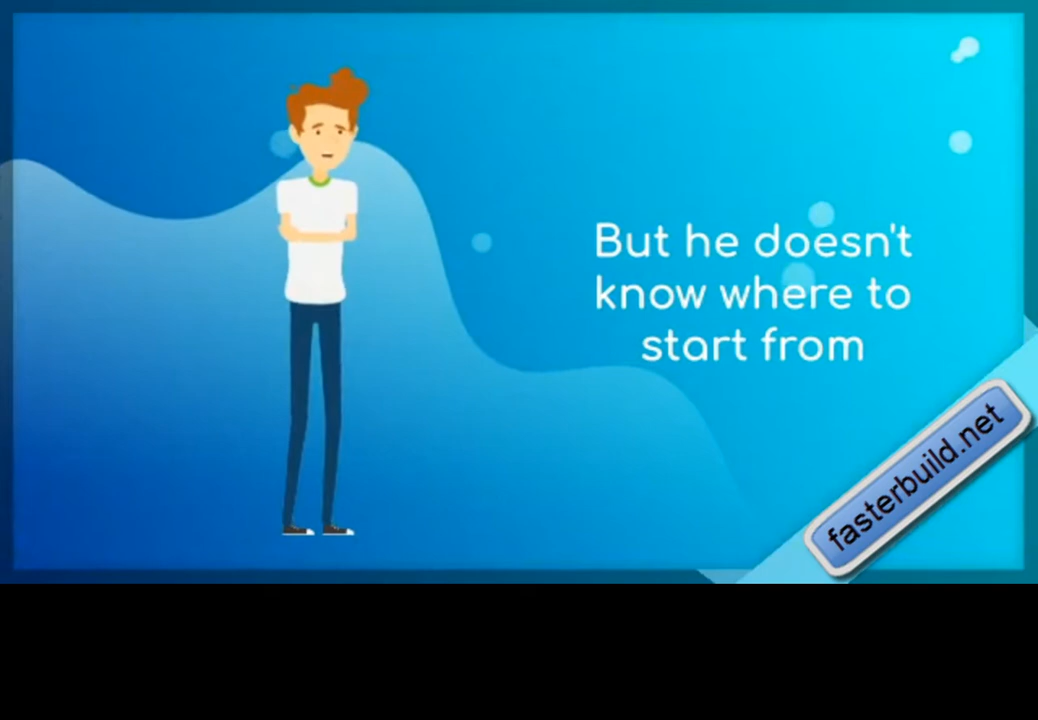 But he doesn't
know where to
start from
fasterbuild.net